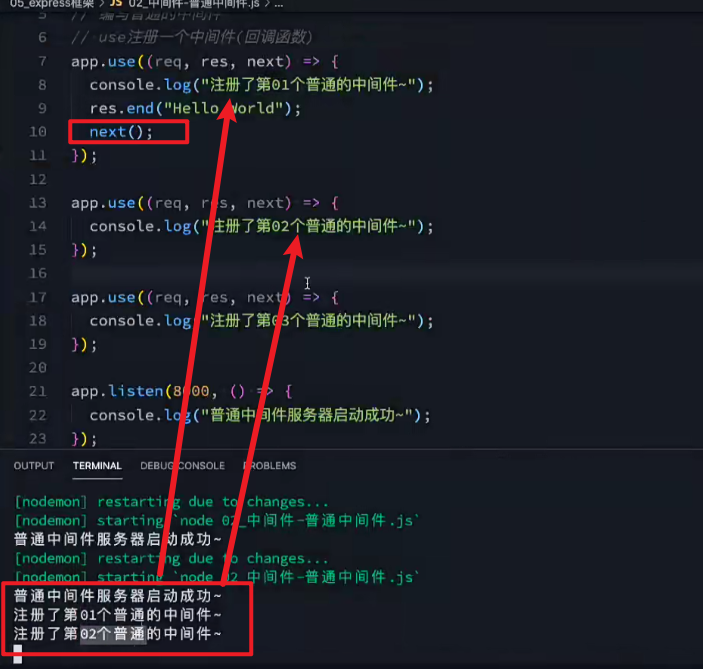 05_express框架 > JS 02_中间件-普通中间件.js > ...
5 // 编写普通的中间件
6 // use注册一个中间件(回调函数)
7 app.use((req, res, next) => {
8 console.log("注册了第01个普通的中间件~");
9 res.end("Hello World");
10 next();
11 });
12
13 app.use((req, res, next) => {
14 console.log("注册了第02个普通的中间件~");
15 });
16
17 app.use((req, res, next) => {
18 console.log("注册了第03个普通的中间件~");
19 });
20
21 app.listen(8000, () => {
22 console.log("普通中间件服务器启动成功~");
23 });
OUTPUT TERMINAL DEBUG CONSOLE PROBLEMS
[nodemon] restarting due to changes...
[nodemon] starting `node 02_中间件-普通中间件.js`
普通中间件服务器启动成功~
[nodemon] restarting due to changes...
[nodemon] starting `node 02_中间件-普通中间件.js`
普通中间件服务器启动成功~
注册了第01个普通的中间件~
注册了第02个普通的中间件~